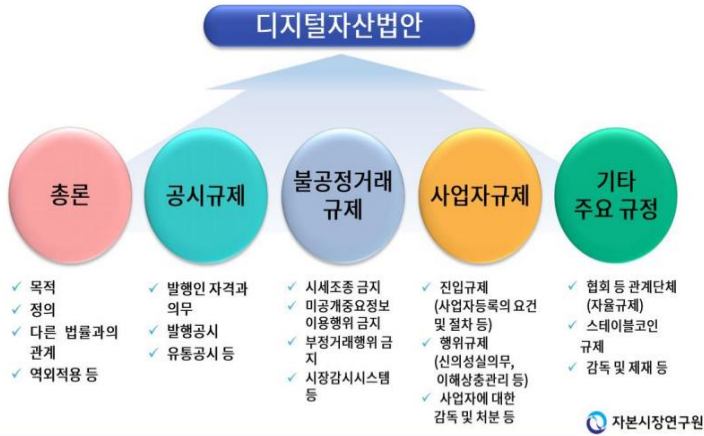 디지털자산법안
총론
✓ 목적
✓ 정의
✓ 다른 법률과의
관계
✓ 역외적용 등
공시규제
✓ 발행인 자격과
의무
✓ 발행공시
✓ 유통공시 등
불공정거래
규제
✓ 시세조종 금지
✓ 미공개중요정보
이용행위 금지
✓ 부정거래행위 금
지
✓ 시장감시시스템
등
사업자규제
✓ 진입규제
(사업자등록의 요건
및 절차 등)
✓ 행위규제
(신의성실의무,
이해상충관리 등)
✓ 사업자에 대한
감독 및 처분 등
기타
주요 규정
✓ 협회 등 관계단체
(자율규제)
✓ 스테이블코인
규제
✓ 감독 및 제재 등
자본시장연구원